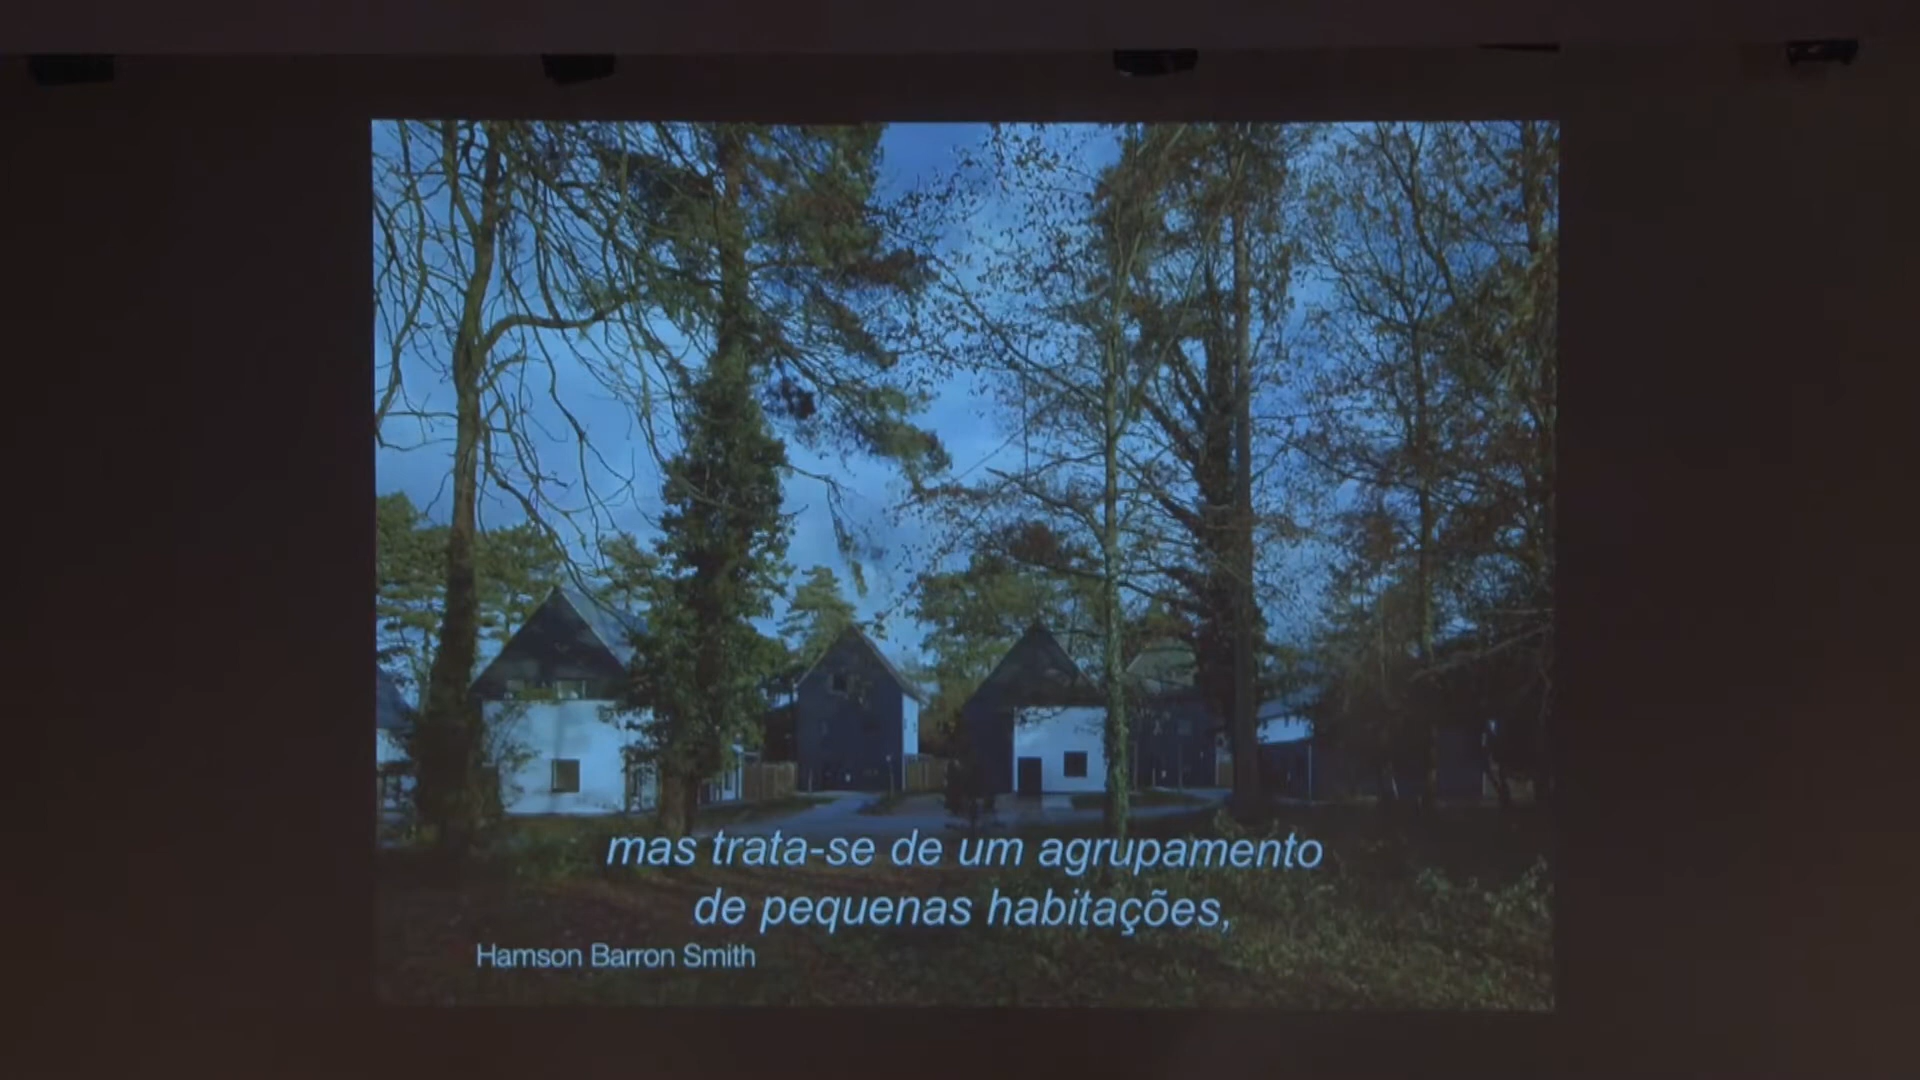 mas trata-se de um agrupamento
de pequenas habitações,
Hamson Barron Smith